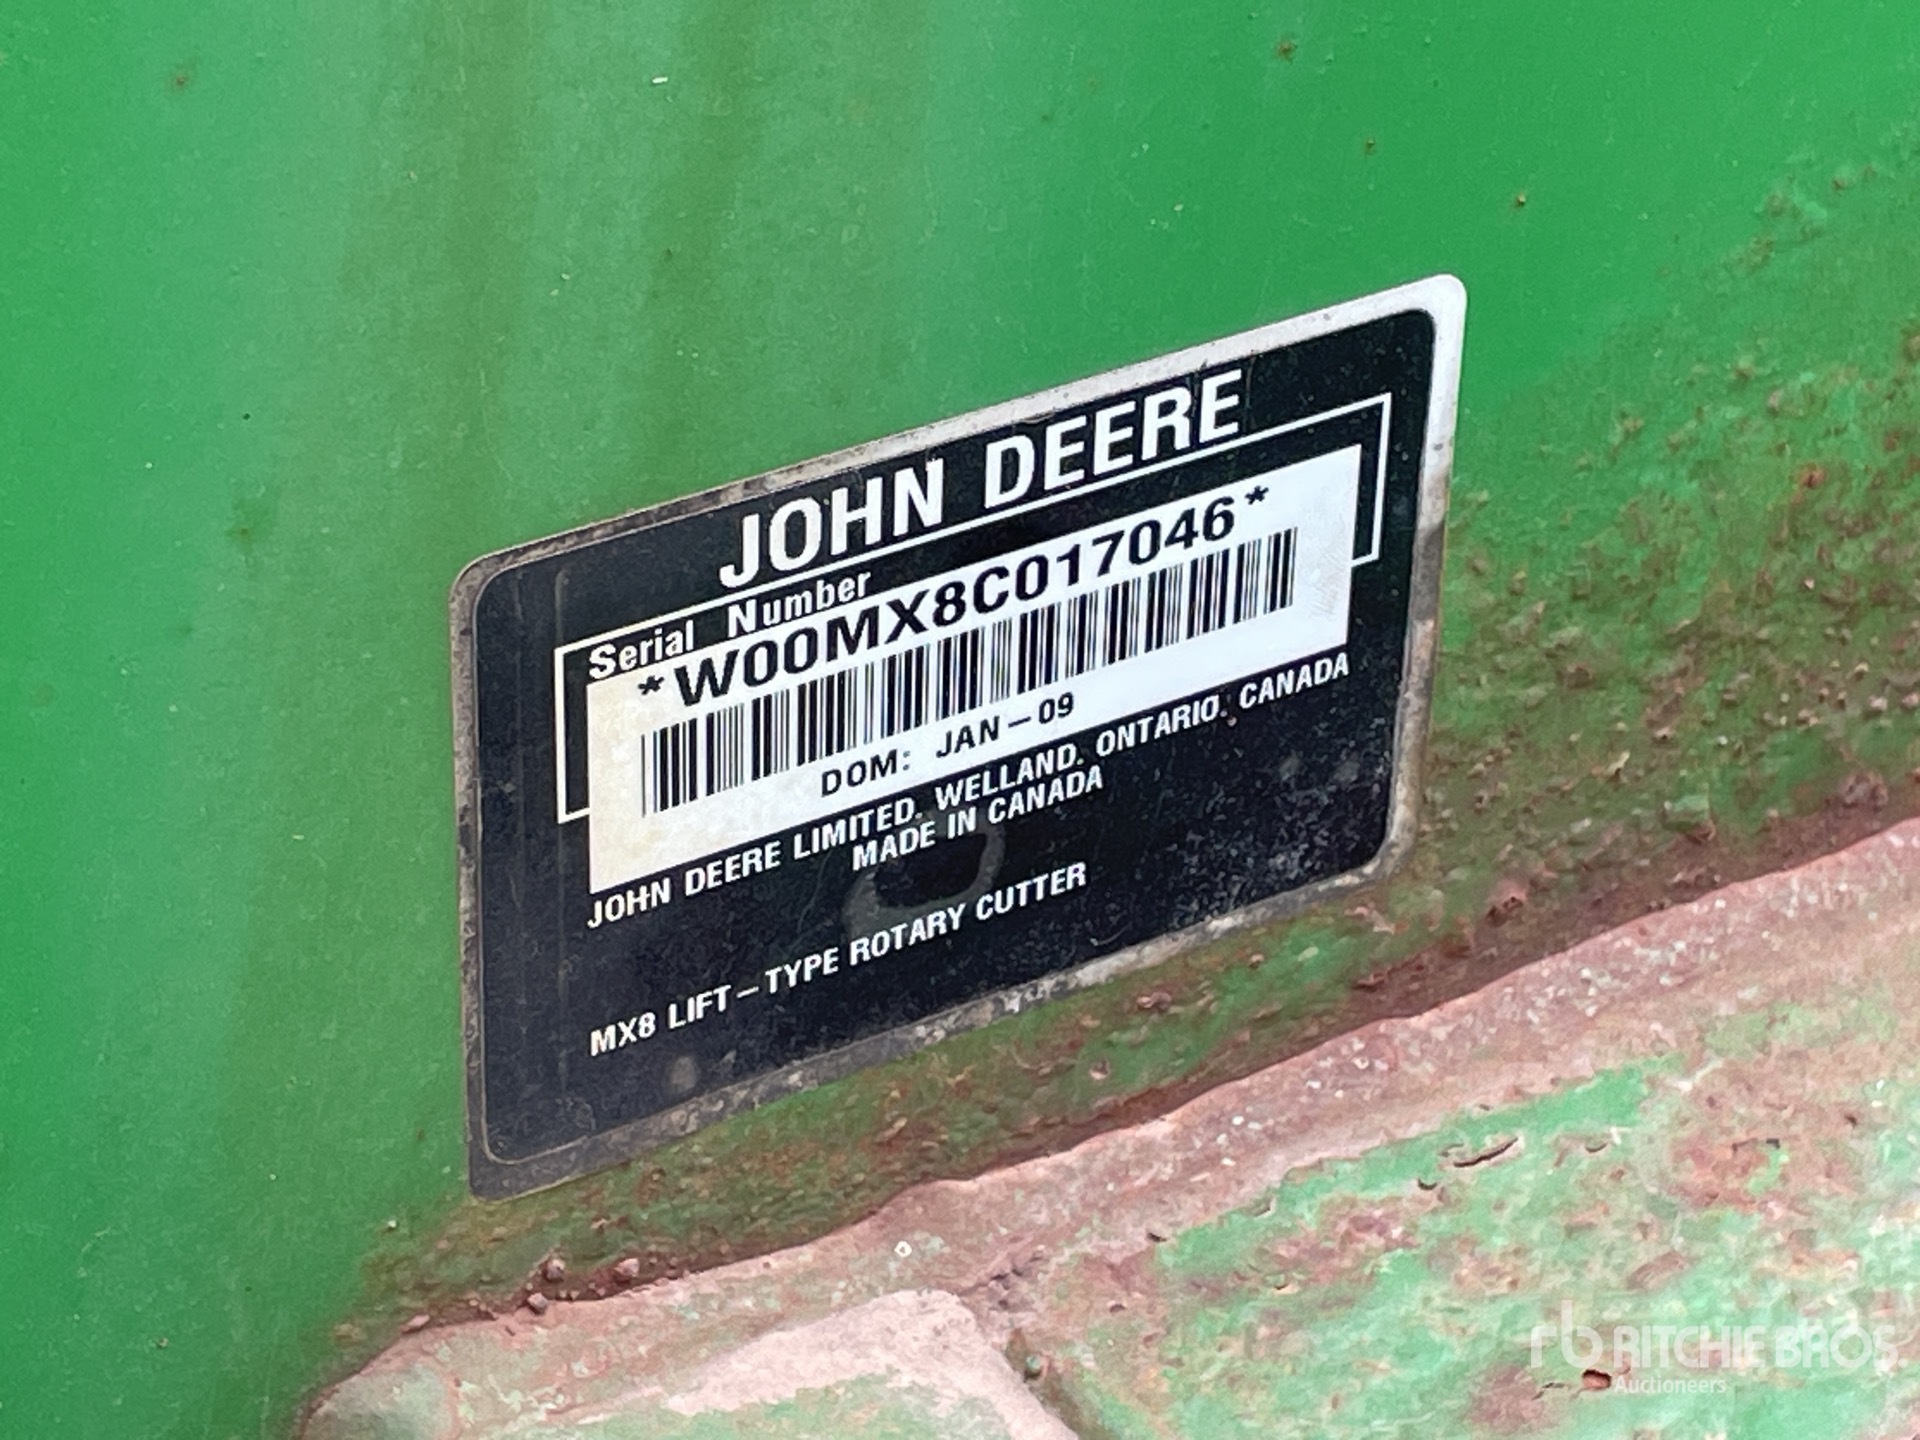 JOHN DEERE
Serial Number
*W00MX8C017046*
DOM: JAN-09
JOHN DEERE LIMITED. WELLAND. ONTARIO. CANADA
MADE IN CANADA
MX8 LIFT-TYPE ROTARY CUTTER
rb RITCHIE BROS.
Auctioneers